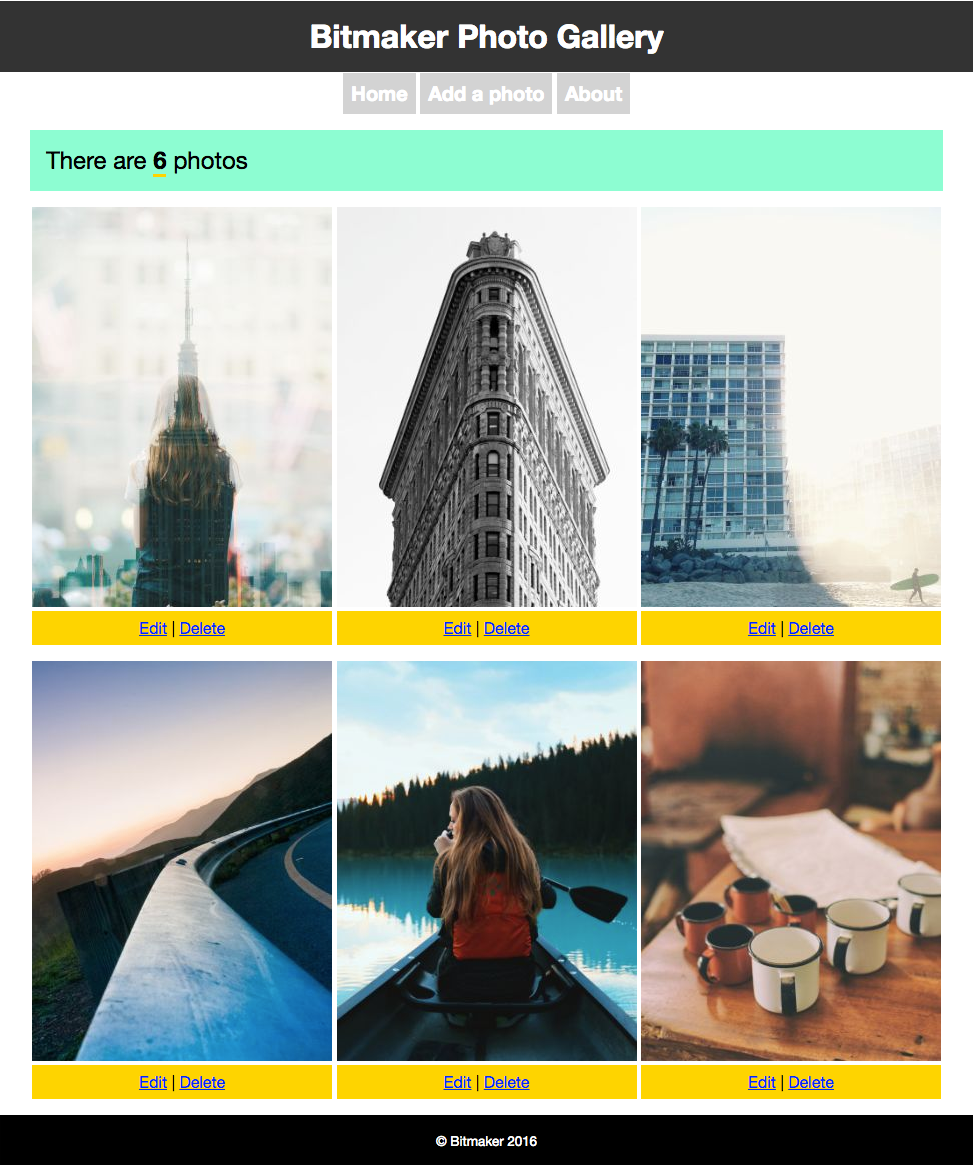 Bitmaker Photo Gallery
Home Add a photo About
There are 6 photos
Edit | Delete Edit | Delete Edit | Delete
Edit | Delete Edit | Delete Edit | Delete
© Bitmaker 2016